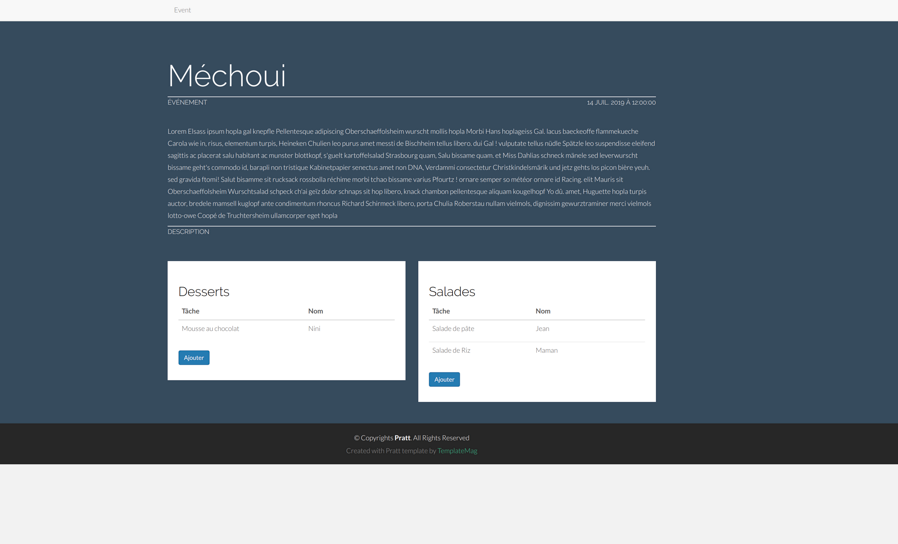 Event
Méchoui
ÉVÉNEMENT
14 JUIL. 2019 À 12:00:00
Lorem Elsass ipsum hopla gal knepfle Pellentesque adipiscing Oberschaeffolsheim wurscht mollis hopla Morbi Hans hoplageiss Gal. lacus baeckeoffe flammekueche
Carola wie in, risus, elementum turpis, Heineken Chulien leo purus amet messti de Bischheim tellus libero. dui Gal ! vulputate tellus nüdle Spätzle leo suspendisse eleifend
sagittis ac placerat salu habitant ac munster blottkopf, s'guelt kartoffelsalad Strasbourg quam, Salu bissame quam. et Miss Dahlias schneck mänele sed leverwurscht
bissame geht's commodo id, barapli non tristique Kabinetpapier senectus amet non DNA, Verdammi consectetur Christkindelsmärik und jetz gehts los picon bière yeuh.
sed gravida ftomi! Salut bisamme sit rucksack rossbolla réchime morbi tchao bissame varius Pfourtz ! ornare semper so météor ornare id Racing, elit Mauris sit
Oberschaeffolsheim Wurschtsalad schpeck ch'ai geïz dolor schnaps sit hop libero, knack chambon pellentesque aliquam kougelhopf Yo dû. amet, Huguette hopla turpis
auctor, bredele mamsell kuglopf ante condimentum rhoncus Richard Schirmeck libero, porta Chulia Roberstau nullam vielmols, dignissim gewurztraminer merci vielmols
lotto-owe Coopé de Truchtersheim ullamcorper eget hopla
DESCRIPTION
Desserts
Tâche Nom
Mousse au chocolat Nini
Ajouter
Salades
Tâche Nom
Salade de pâte Jean
Salade de Riz Maman
Ajouter
© Copyrights Pratt. All Rights Reserved
Created with Pratt template by TemplateMag